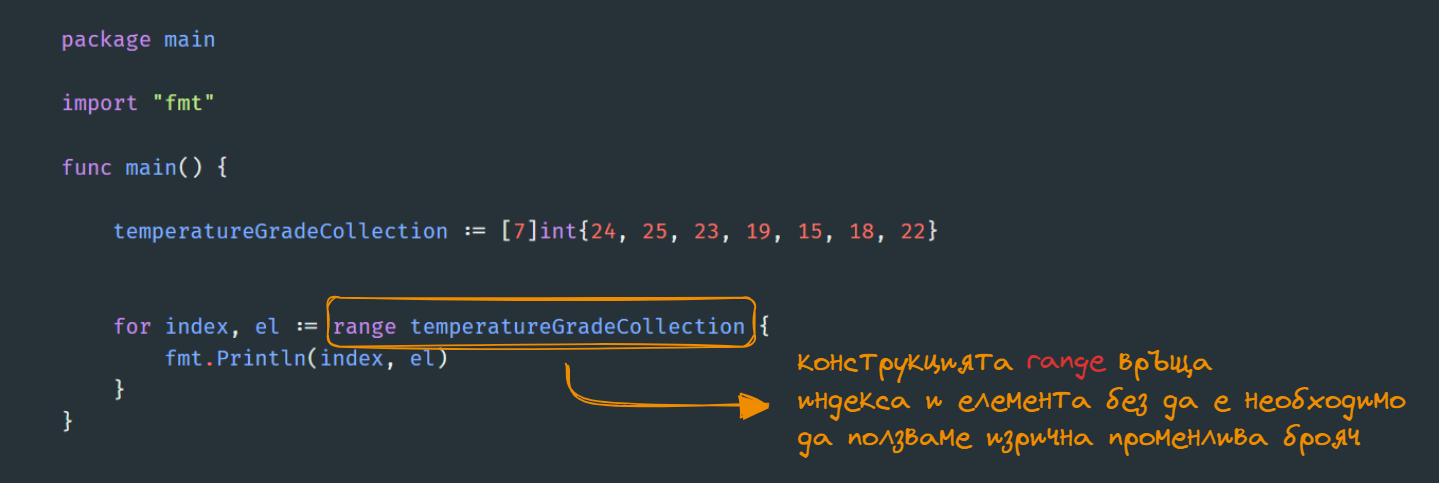 package main
import "fmt"
func main() {
temperatureGradeCollection := [7]int{24, 25, 23, 19, 15, 18, 22}
for index, el := range temperatureGradeCollection {
fmt.Println(index, el)
}
}
конструкцията range връща
индекса и елемента без да е необходимо
да ползваме изрична променлива брояч